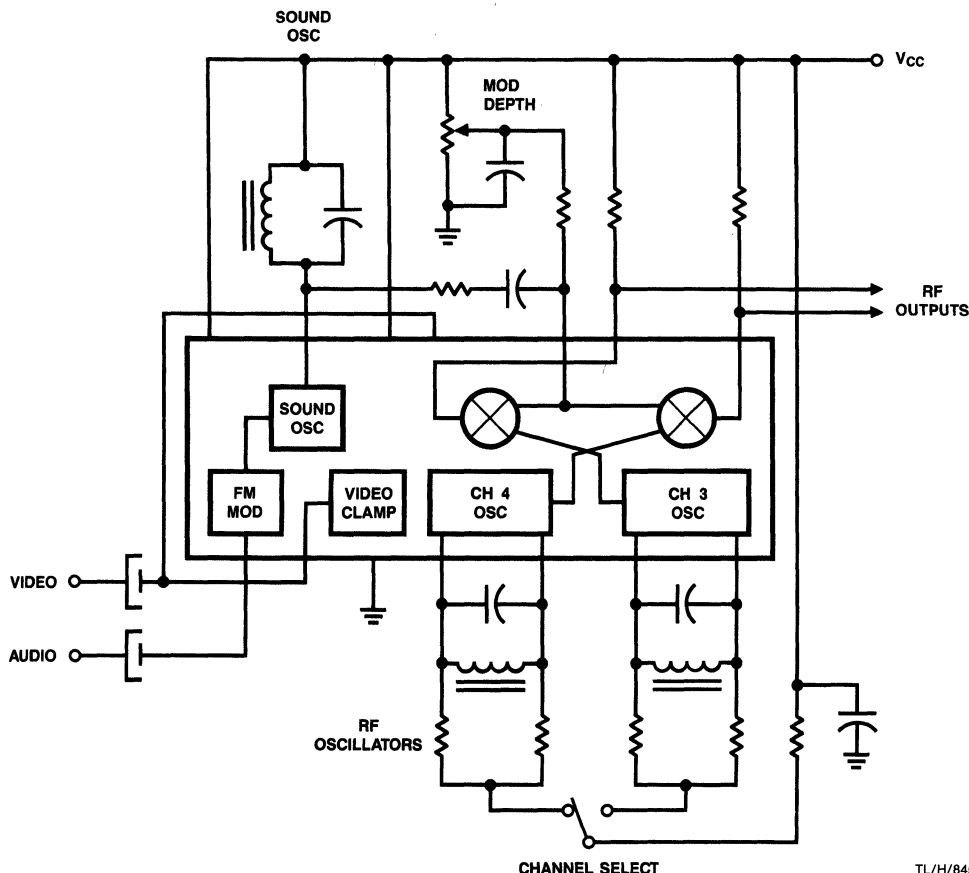 SOUND
OSC
VCC
MOD
DEPTH
RF
OUTPUTS
SOUND
OSC
FM
MOD
VIDEO
CLAMP
CH 4
OSC
CH 3
OSC
VIDEO
AUDIO
RF
OSCILLATORS
CHANNEL SELECT